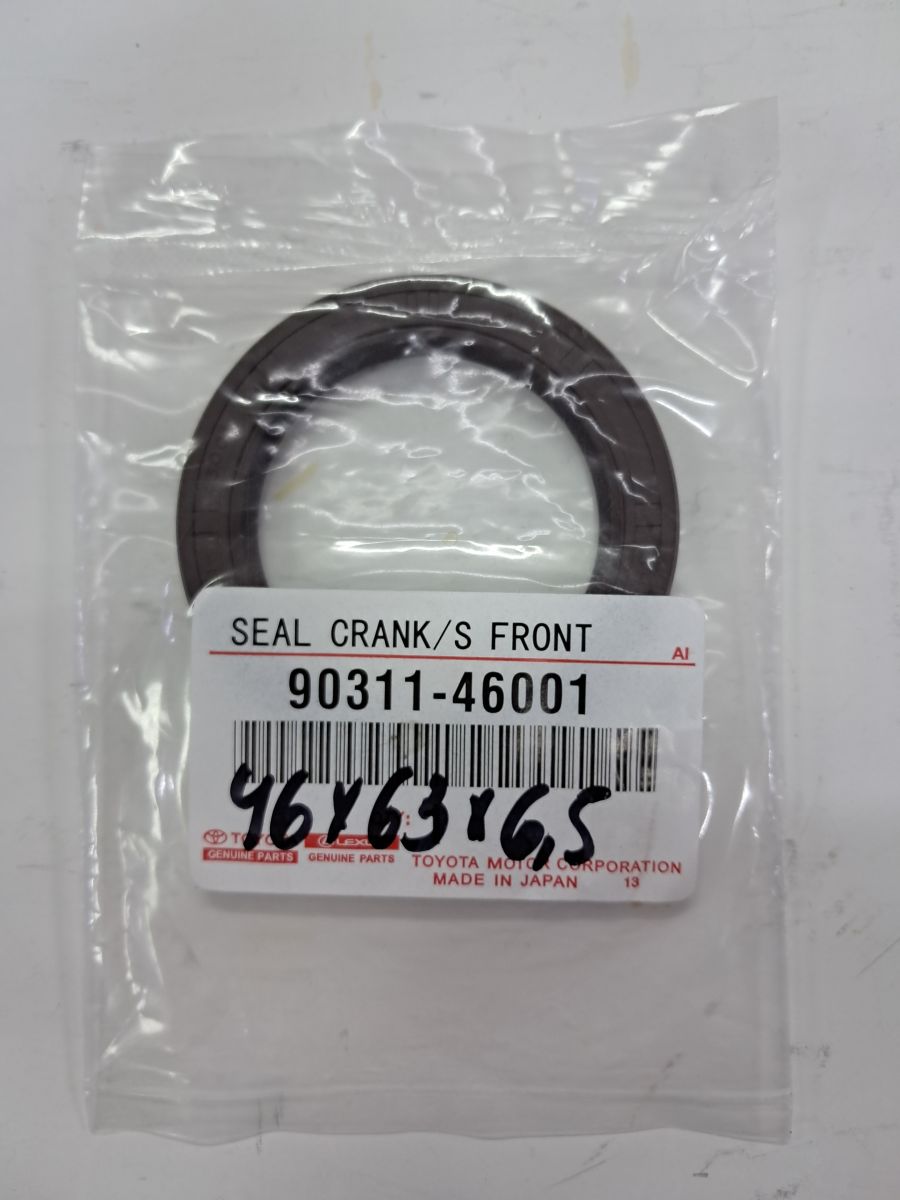 SEAL CRANK/S FRONT
AI
90311-46001
46x63x6,5
GENUINE PARTS
GENUINE PARTS
TOYOTA MOTOR CORPORATION
MADE IN JAPAN 13